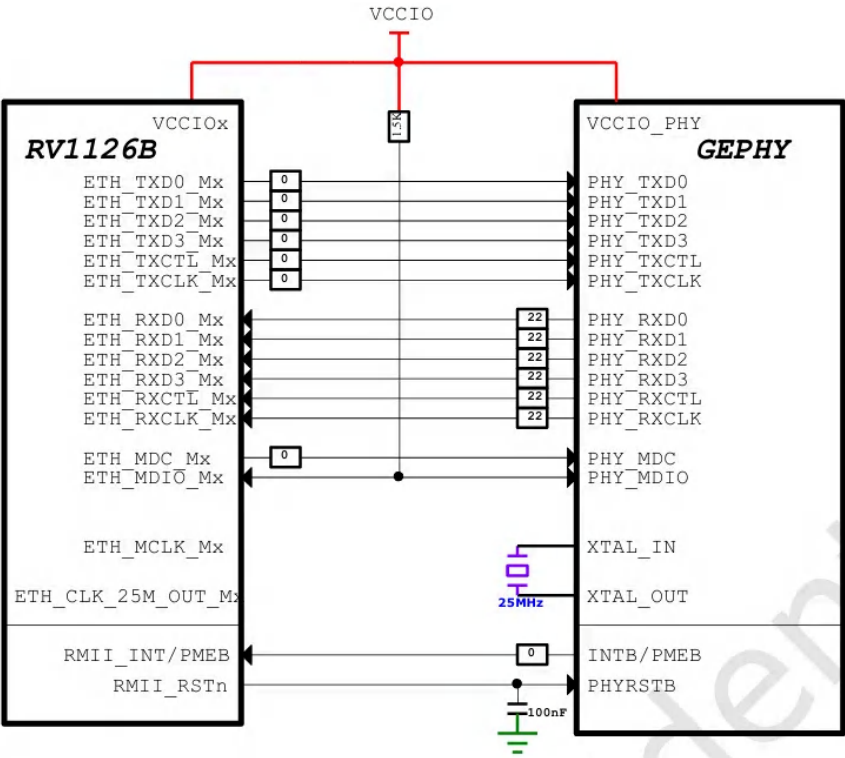 VCCIO
1.5K
VCCIOx
RV1126B
ETH_TXD0_Mx
ETH_TXD1_Mx
ETH_TXD2_Mx
ETH_TXD3_Mx
ETH_TXCTL_Mx
ETH_TXCLK_Mx
ETH_RXD0_Mx
ETH_RXD1_Mx
ETH_RXD2_Mx
ETH_RXD3_Mx
ETH_RXCTL_Mx
ETH_RXCLK_Mx
ETH_MDC_Mx
ETH_MDIO_Mx
ETH_MCLK_Mx
ETH_CLK_25M_OUT_Mx
RMII_INT/PMEB
RMII_RSTn
0
0
0
0
0
0
22
22
22
22
22
22
0
25MHz
0
100nF
VCCIO_PHY
GEPHY
PHY_TXD0
PHY_TXD1
PHY_TXD2
PHY_TXD3
PHY_TXCTL
PHY_TXCLK
PHY_RXD0
PHY_RXD1
PHY_RXD2
PHY_RXD3
PHY_RXCTL
PHY_RXCLK
PHY_MDC
PHY_MDIO
XTAL_IN
XTAL_OUT
INTB/PMEB
PHYRSTB